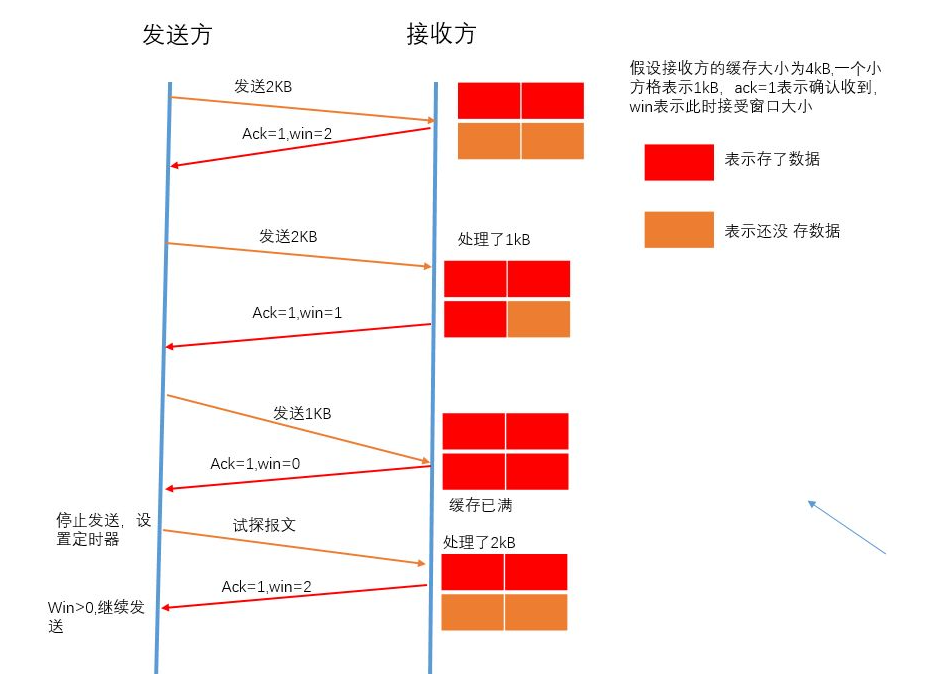 发送方
接收方
假设接收方的缓存大小为4kB,一个小
方格表示1kB，ack=1表示确认收到，
win表示此时接受窗口大小
发送2KB
Ack=1,win=2
表示存了数据
表示还没 存数据
发送2KB
处理了1kB
Ack=1,win=1
发送1KB
Ack=1,win=0
缓存已满
停止发送，设
置定时器
试探报文
处理了2kB
Ack=1,win=2
Win>0,继续发
送